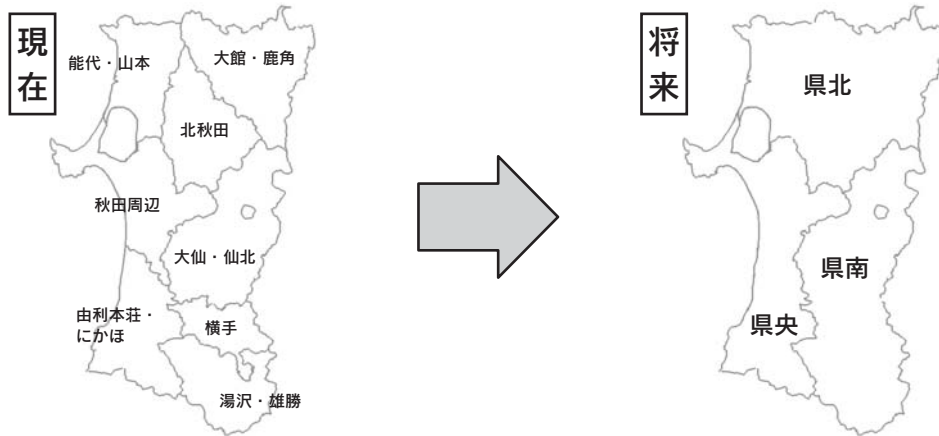 現在
能代・山本
大館・鹿角
北秋田
秋田周辺
大仙・仙北
由利本荘・
にかほ
横手
湯沢・雄勝
将来
県北
県南
県央